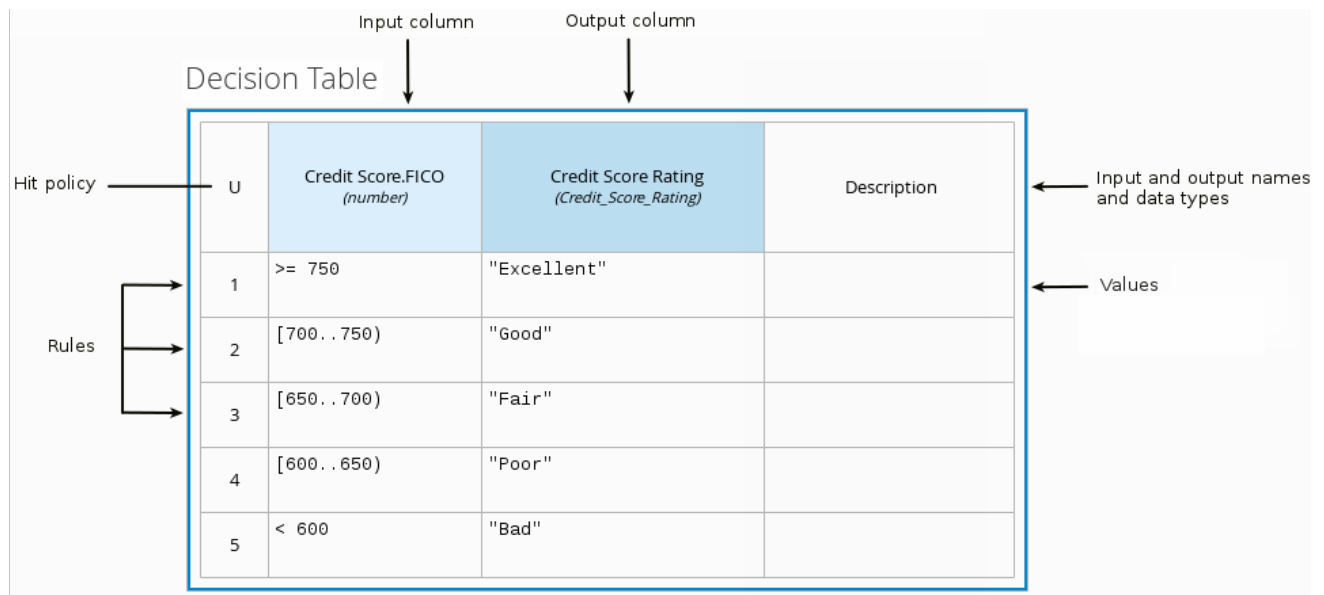 Input column
Output column
Decision Table
Hit policy
U
Credit Score.FICO
(number)
Credit Score Rating
(Credit_Score_Rating)
Description
Input and output names
and data types
1
>= 750
"Excellent"
Values
2
[700..750)
"Good"
Rules
3
[650..700)
"Fair"
4
[600..650)
"Poor"
5
< 600
"Bad"